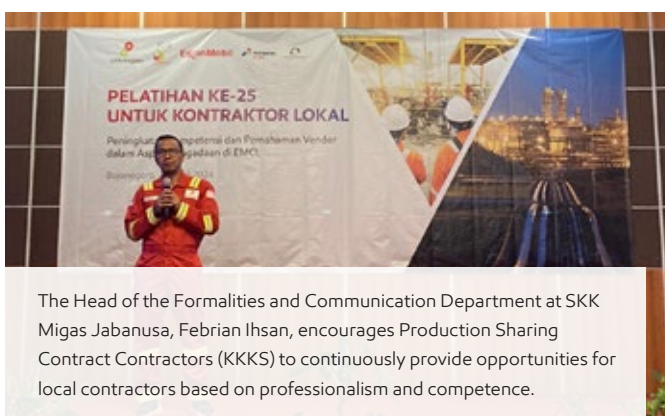 ExxonMobil
PELATIHAN KE-25
UNTUK KONTRAKTOR LOKAL
Peningkatan Kompetensi dan Pemahaman Vendor
dalam Aspek Pengadaan di EMCL
Bojonegoro, 2024
The Head of the Formalities and Communication Department at SKK
Migas Jabanusa, Febrian Ihsan, encourages Production Sharing
Contract Contractors (KKKS) to continuously provide opportunities for
local contractors based on professionalism and competence.